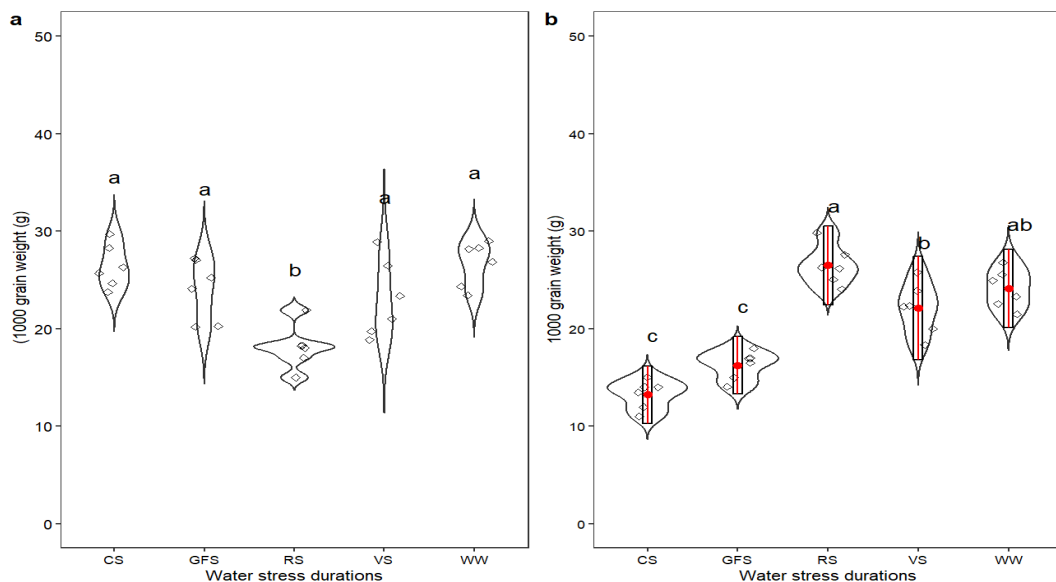 a
50
40
30
20
10
0
(1000 grain weight (g)
a
a
b
a
a
CS GFS RS VS WW
Water stress durations
b
50
40
30
20
10
0
1000 grain weight (g)
c
c
a
b
ab
CS GFS RS VS WW
Water stress durations